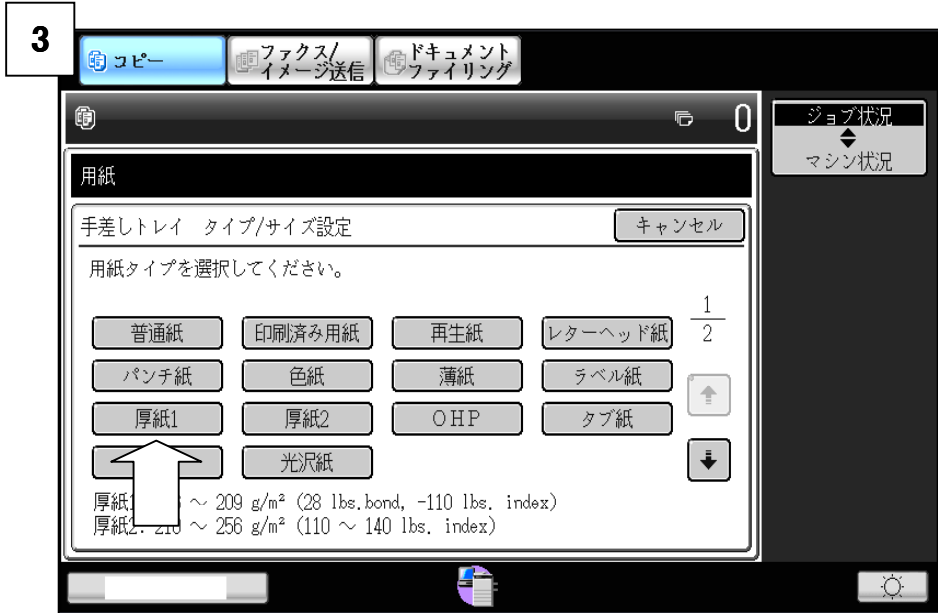 3
コピー
ファクス/
イメージ送信
ドキュメント
ファイリング
0
ジョブ状況
マシン状況
用紙
手差しトレイ タイプ/サイズ設定
キャンセル
用紙タイプを選択してください。
1
2
普通紙 印刷済み用紙 再生紙 レターヘッド紙
パンチ紙 色紙 薄紙 ラベル紙
厚紙1 厚紙2 OHP タブ紙
光沢紙
厚紙1 ～ 209 g/m² (28 lbs.bond, -110 lbs. index)
厚紙2: ～ 256 g/m² (110 ～ 140 lbs. index)